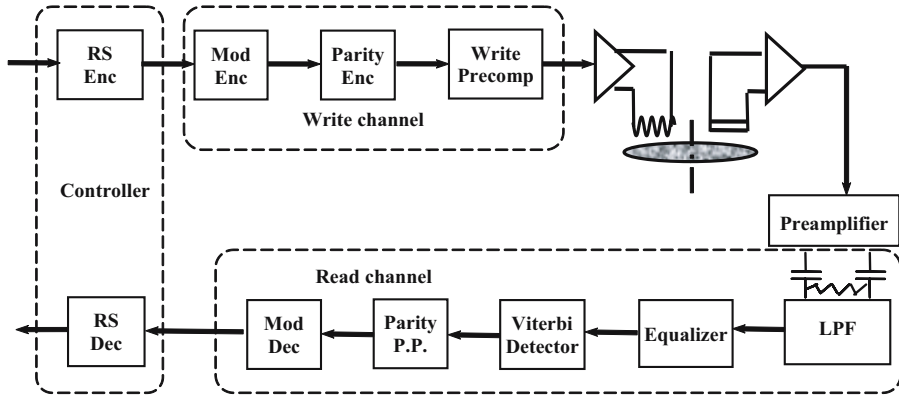 RS
Enc
Mod
Enc
Parity
Enc
Write
Precomp
Write channel
Controller
Preamplifier
Read channel
RS
Dec
Mod
Dec
Parity
P.P.
Viterbi
Detector
Equalizer
LPF